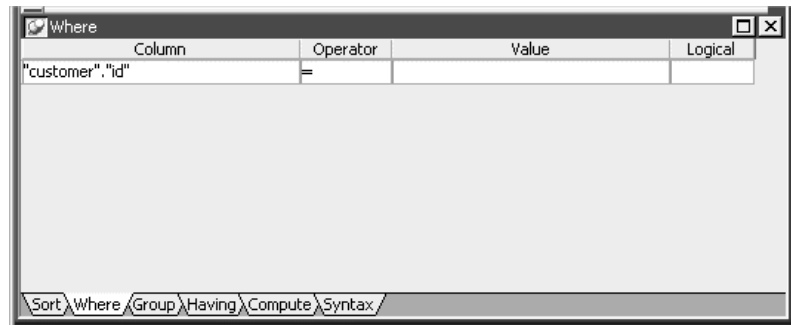 Where
Column Operator Value Logical
"customer"."id" =
Sort Where Group Having Compute Syntax